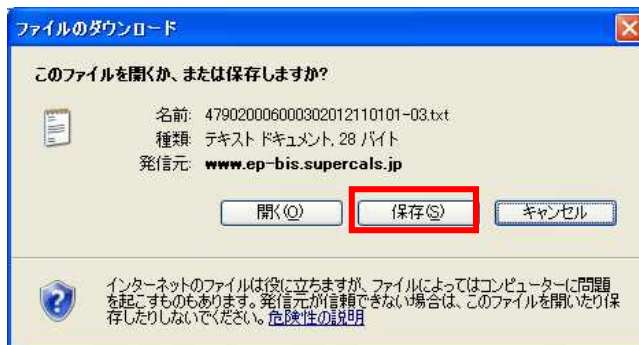 ファイルのダウンロード
このファイルを開くか、または保存しますか?
名前: 479020006000302012110101-03.txt
種類: テキスト ドキュメント, 28 バイト
発信元: www.ep-bis.supercals.jp
開く(O) 保存(S) キャンセル
インターネットのファイルは役に立ちますが、ファイルによってはコンピューターに問題
を起こすものもあります。発信元が信頼できない場合は、このファイルを開いたり保
存したりしないでください。危険性の説明